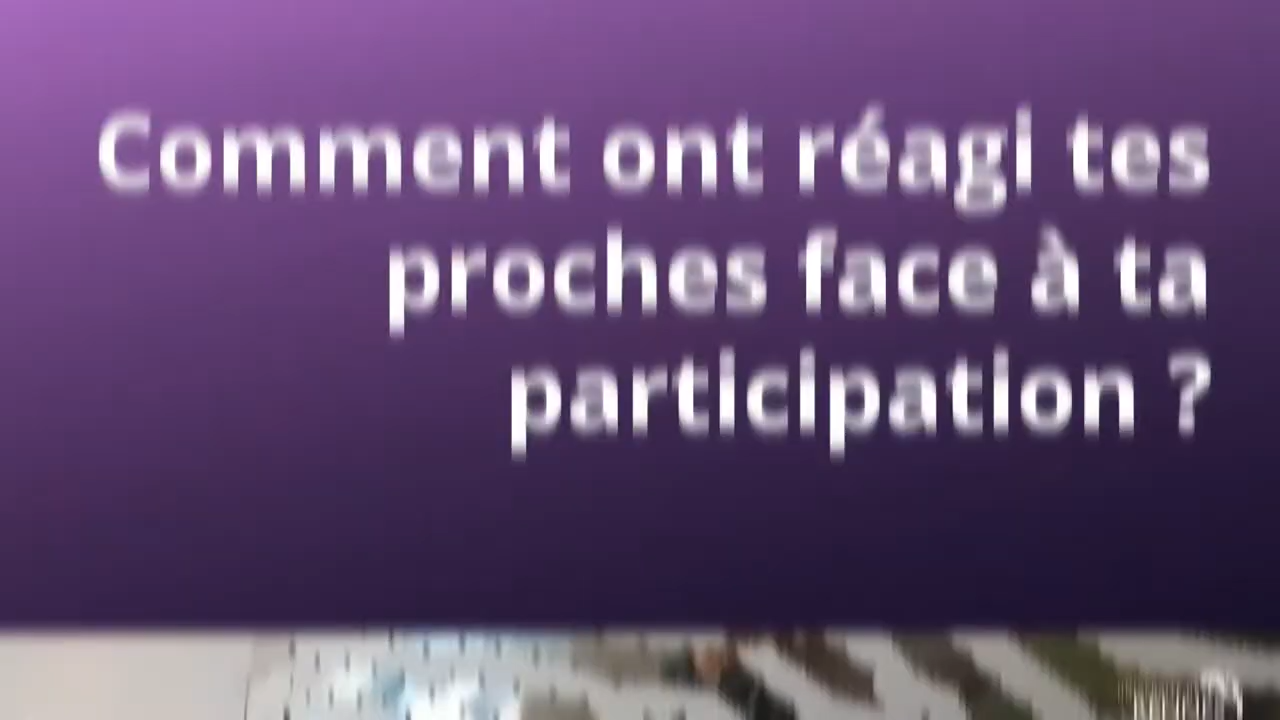 Comment ont réagi tes
proches face à ta
participation ?